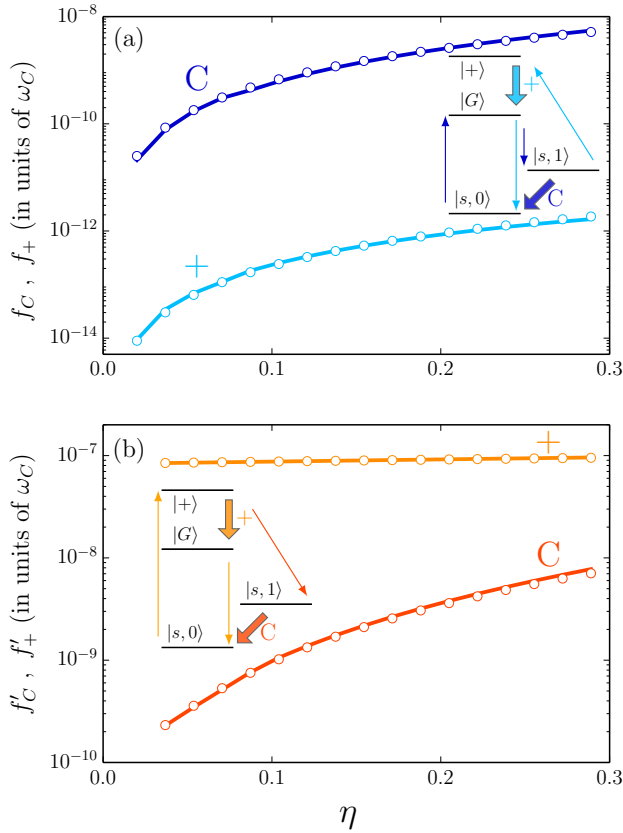 (a)
C
+
|+⟩
|G⟩
|s, 1⟩
|s, 0⟩
+
C
10⁻⁸
10⁻¹⁰
10⁻¹²
10⁻¹⁴
f_C , f_+ (in units of ω_C)
0.0 0.1 0.2 0.3
(b)
+
C
|+⟩
|G⟩
|s, 1⟩
|s, 0⟩
+
C
10⁻⁷
10⁻⁸
10⁻⁹
10⁻¹⁰
f′_C , f′_+ (in units of ω_C)
0.0 0.1 0.2 0.3
η